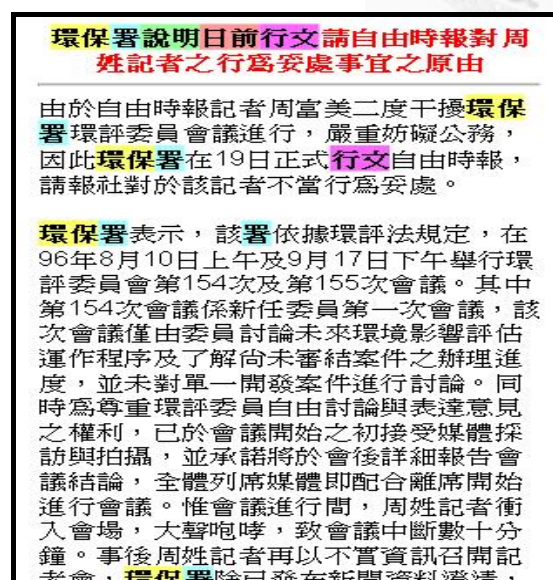 環保署說明日前行文請自由時報對周
姓記者之行為妥處事宜之原由
由於自由時報記者周富美二度干擾環保
署環評委員會議進行，嚴重妨礙公務，
因此環保署在19日正式行文自由時報，
請報社對於該記者不當行為妥處。
環保署表示，該署依據環評法規定，在
96年8月10日上午及9月17日下午舉行環
評委員會第154次及第155次會議。其中
第154次會議係新任委員第一次會議，該
次會議僅由委員討論未來環境影響評估
運作程序及了解尚未審結案件之辦理進
度，並未對單一開發案件進行討論。同
時為尊重環評委員自由討論與表達意見
之權利，已於會議開始之初接受媒體採
訪與拍攝，並承諾將於會後詳細報告會
議結論，全體列席媒體即配合離席開始
進行會議。惟會議進行間，周姓記者衝
入會場，大聲咆哮，致會議中斷數十分
鐘。事後周姓記者再以不實資訊召開記
者會，環保署除已發布新聞資料澄清，